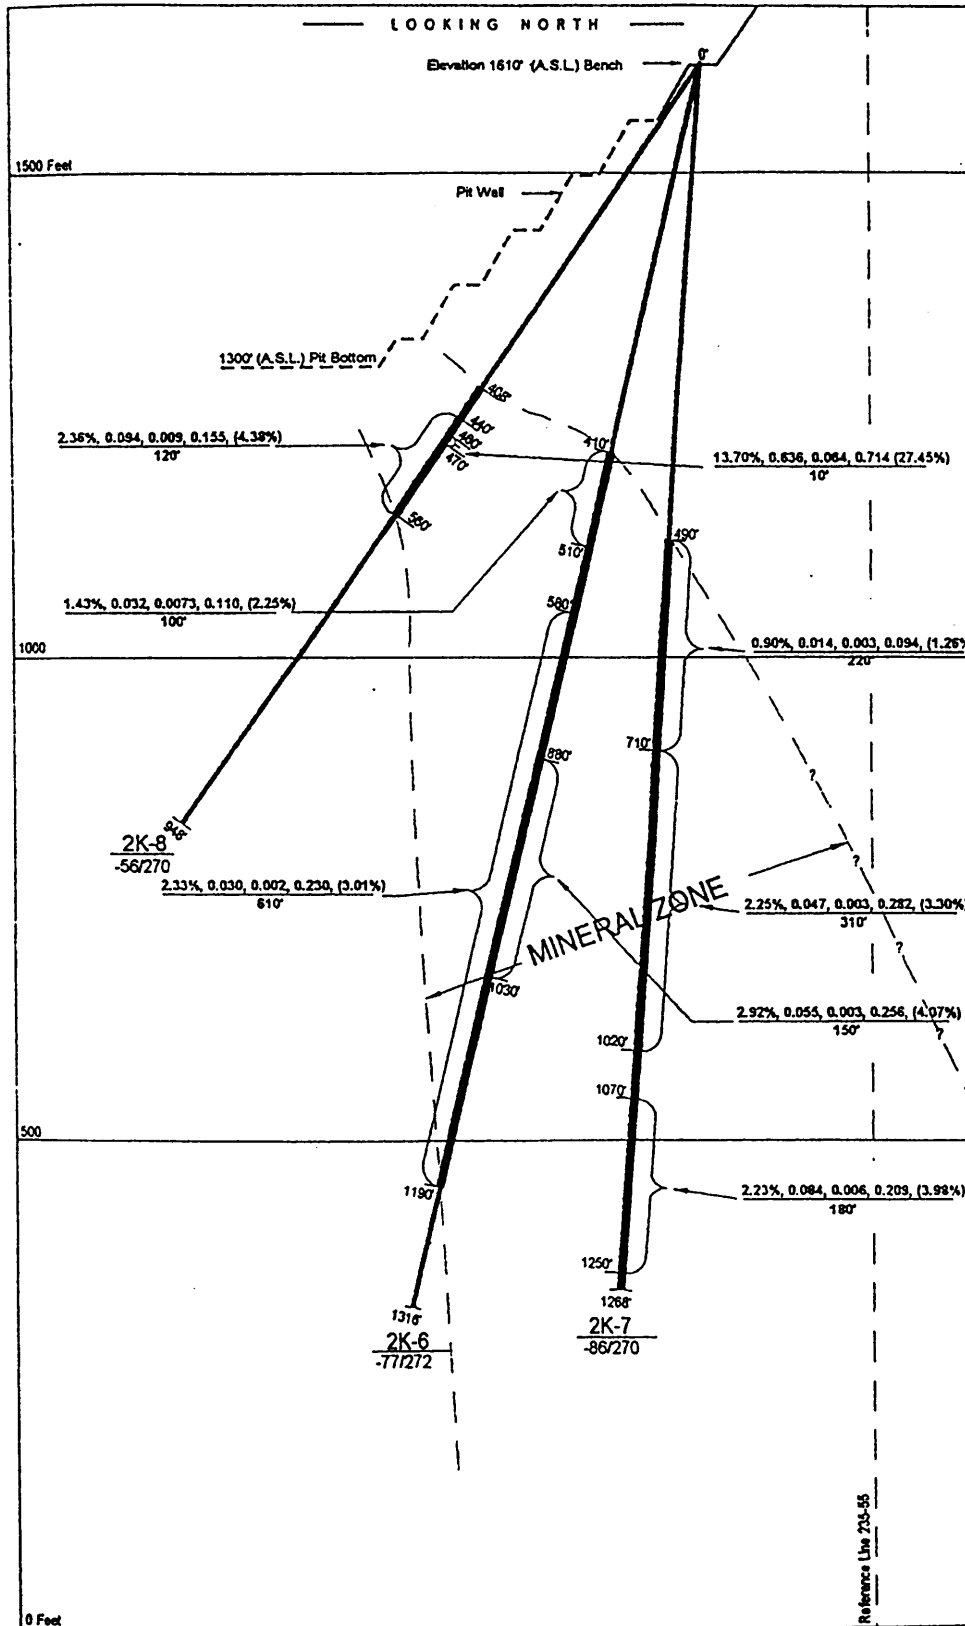 LOOKING NORTH
0'
Elevation 1610' (A.S.L.) Bench
1500 Feet
Pit Wall
1300' (A.S.L.) Pit Bottom
408'
440'
460'
470'
410'
2.36%, 0.094, 0.009, 0.155, (4.38%)
120'
13.70%, 0.636, 0.064, 0.714 (27.45%)
10'
560'
510'
490'
1.43%, 0.032, 0.0073, 0.110, (2.25%)
100'
580'
0.90%, 0.014, 0.003, 0.094, (1.26%
220'
1000
710'
880'
?
948'
2K-8
-56/270
?
2.33%, 0.030, 0.002, 0.230, (3.01%)
610'
MINERAL ZONE
2.25%, 0.047, 0.003, 0.282, (3.30%)
310'
?
1030'
2.92%, 0.055, 0.003, 0.256, (4.07%)
150'
?
1020'
1070'
500
1190'
2.23%, 0.084, 0.006, 0.209, (3.98%)
180'
1250'
1268'
1316'
2K-6
-77/272
2K-7
-86/270
Reference Line 235-55
0 Feet